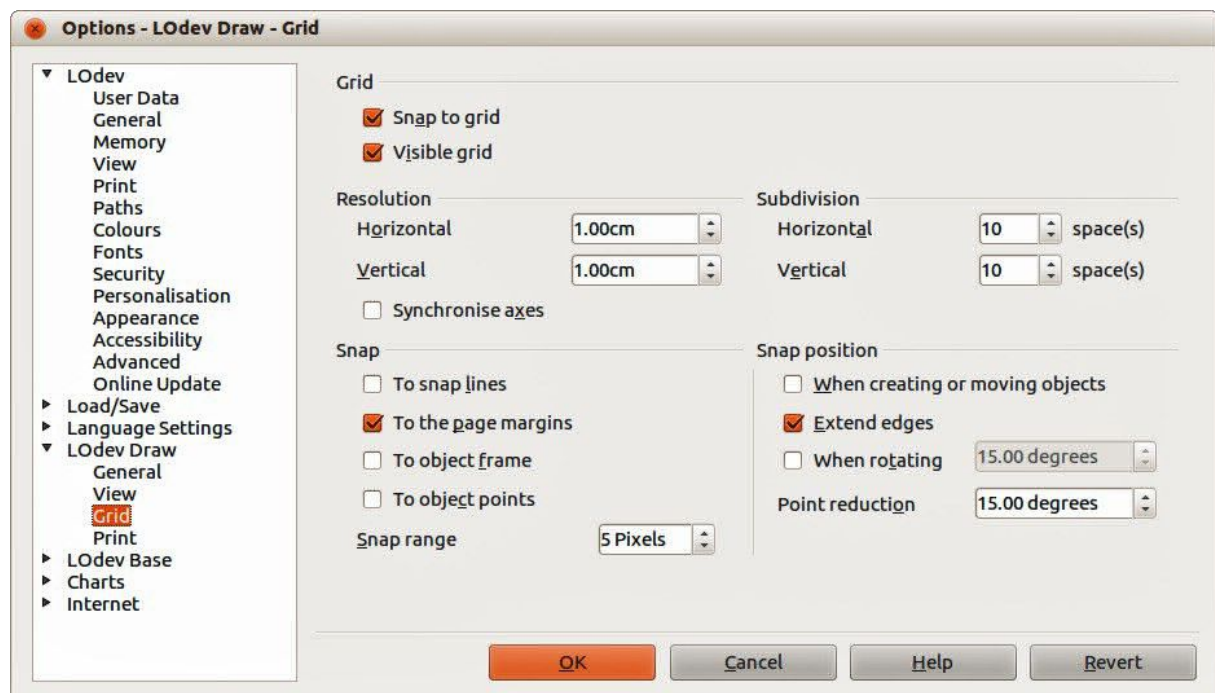 Options - LOdev Draw - Grid
LOdev
User Data
General
Memory
View
Print
Paths
Colours
Fonts
Security
Personalisation
Appearance
Accessibility
Advanced
Online Update
Load/Save
Language Settings
LOdev Draw
General
View
Grid
Print
LOdev Base
Charts
Internet
Grid
Snap to grid
Visible grid
Resolution
Horizontal 1.00cm
Vertical 1.00cm
Synchronise axes
Subdivision
Horizontal 10 space(s)
Vertical 10 space(s)
Snap
To snap lines
To the page margins
To object frame
To object points
Snap range 5 Pixels
Snap position
When creating or moving objects
Extend edges
When rotating 15.00 degrees
Point reduction 15.00 degrees
OK Cancel Help Revert